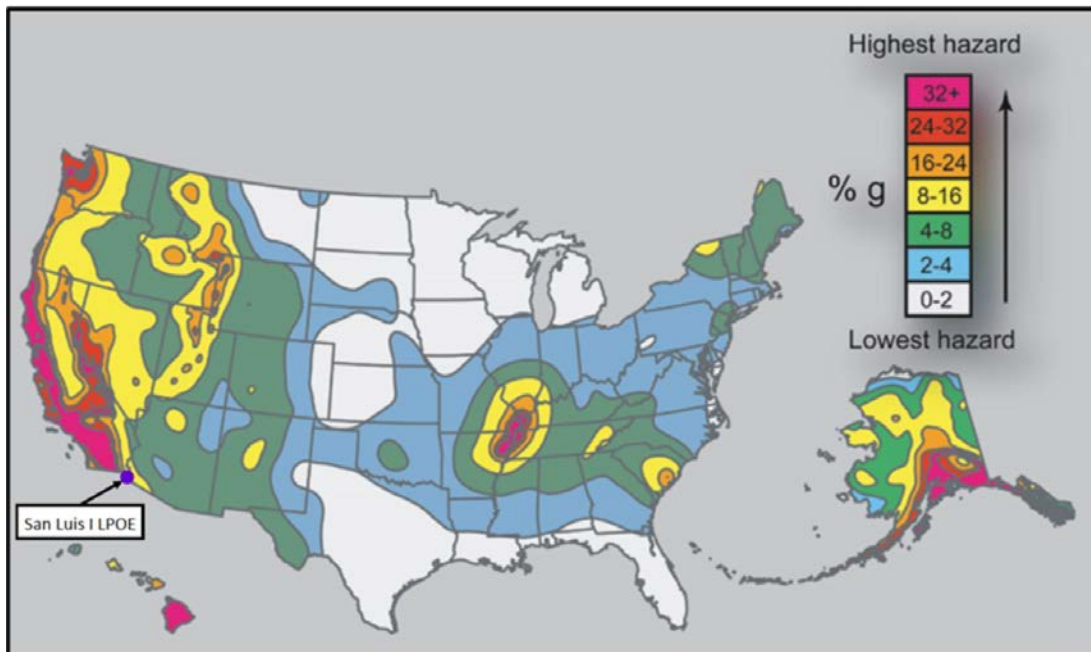 Highest hazard
32+
24-32
16-24
% g
8-16
4-8
2-4
0-2
Lowest hazard
San Luis I LPOE